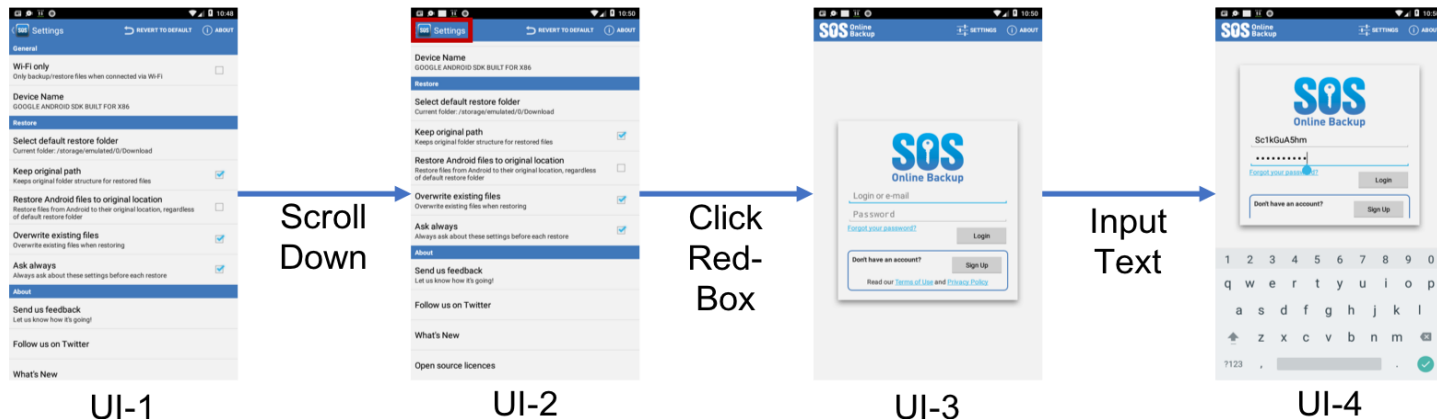 10:48
Settings
REVERT TO DEFAULT
ABOUT
General
Wi-Fi only
Only backup/restore files when connected via Wi-Fi
Device Name
GOOGLE ANDROID SDK BUILT FOR X86
Restore
Select default restore folder
Current folder: /storage/emulated/0/Download
Keep original path
Keeps original folder structure for restored files
Restore Android files to original location
Restore files from Android to their original location, regardless
of default restore folder
Overwrite existing files
Overwrite existing files when restoring
Ask always
Always ask about these settings before each restore
About
Send us feedback
Let us know how it's going!
Follow us on Twitter
What's New
UI-1
Scroll
Down
10:50
SOS
Settings
REVERT TO DEFAULT
ABOUT
Device Name
GOOGLE ANDROID SDK BUILT FOR X86
Restore
Select default restore folder
Current folder: /storage/emulated/0/Download
Keep original path
Keeps original folder structure for restored files
Restore Android files to original location
Restore files from Android to their original location, regardless
of default restore folder
Overwrite existing files
Overwrite existing files when restoring
Ask always
Always ask about these settings before each restore
About
Send us feedback
Let us know how it's going!
Follow us on Twitter
What's New
Open source licences
UI-2
Click
Red-
Box
10:50
SOS Online Backup
SETTINGS
ABOUT
SOS
Online Backup
Login or e-mail
Password
Forgot your password?
Login
Don't have an account?
Sign Up
Read our Terms of Use and Privacy Policy
UI-3
Input
Text
10:50
SOS Online Backup
SETTINGS
ABOUT
SOS
Online Backup
Sc1kGuA5hm
Forgot your password?
Login
Don't have an account?
Sign Up
1 2 3 4 5 6 7 8 9 0
q w e r t y u i o p
a s d f g h j k l
z x c v b n m
?123 , .
UI-4